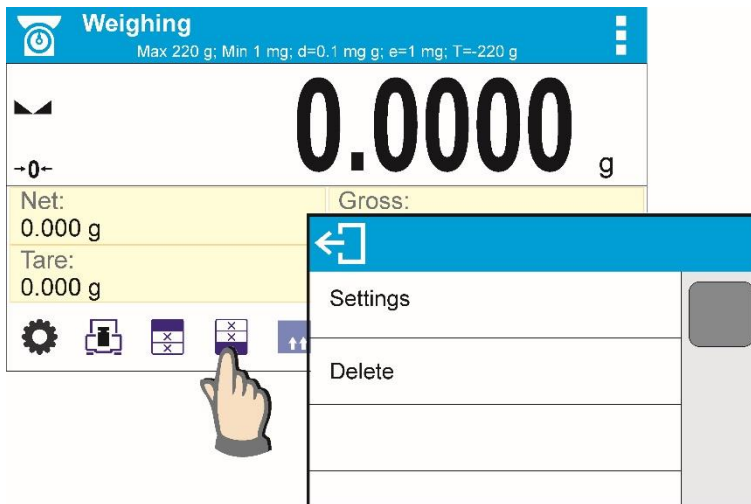 Weighing
Max 220 g; Min 1 mg; d=0.1 mg g; e=1 mg; T=-220 g
0.0000 g
→0←
Net:
0.000 g
Gross:
Tare:
0.000 g
Settings
Delete